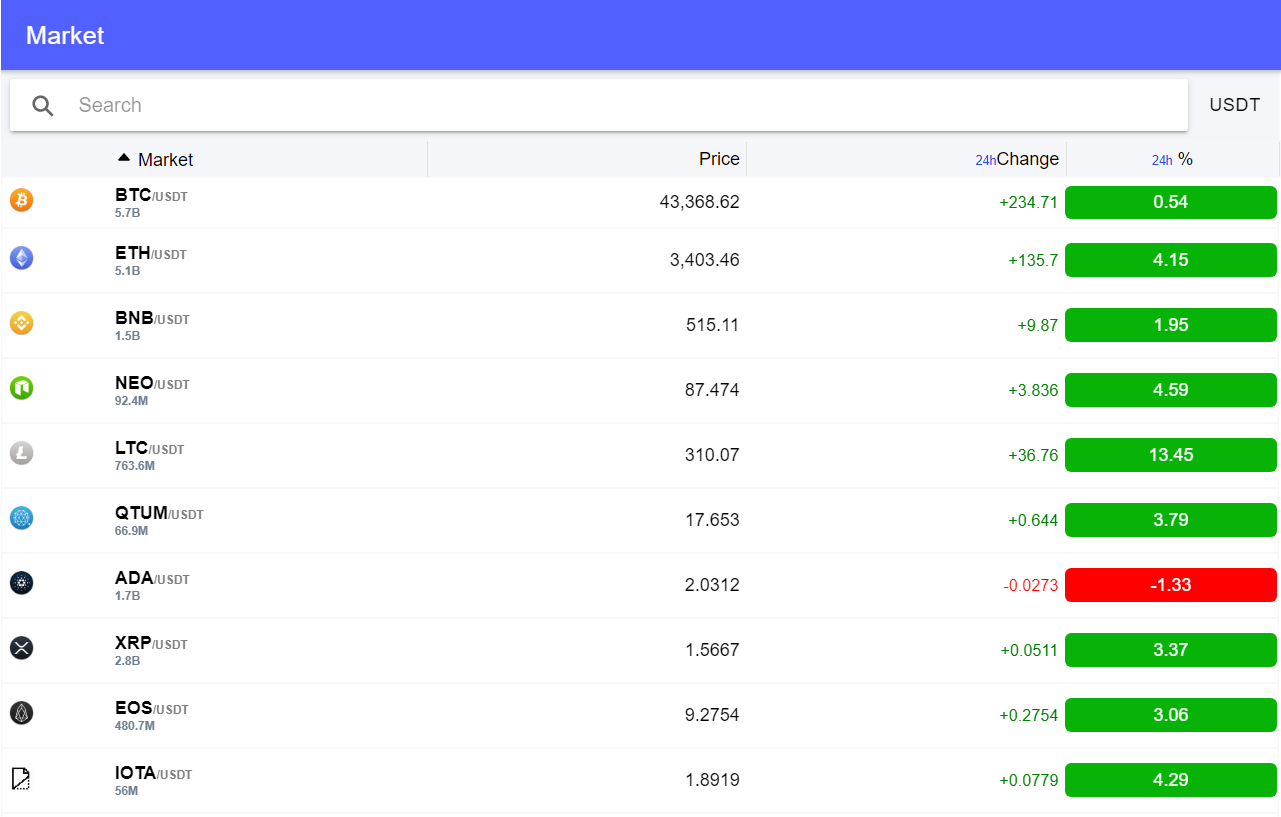 Market
Search USDT
Market Price 24hChange 24h %
BTC/USDT 43,368.62 +234.71 0.54
5.7B
ETH/USDT 3,403.46 +135.7 4.15
5.1B
BNB/USDT 515.11 +9.87 1.95
1.5B
NEO/USDT 87.474 +3.836 4.59
92.4M
LTC/USDT 310.07 +36.76 13.45
763.6M
QTUM/USDT 17.653 +0.644 3.79
66.9M
ADA/USDT 2.0312 -0.0273 -1.33
1.7B
XRP/USDT 1.5667 +0.0511 3.37
2.8B
EOS/USDT 9.2754 +0.2754 3.06
480.7M
IOTA/USDT 1.8919 +0.0779 4.29
56M